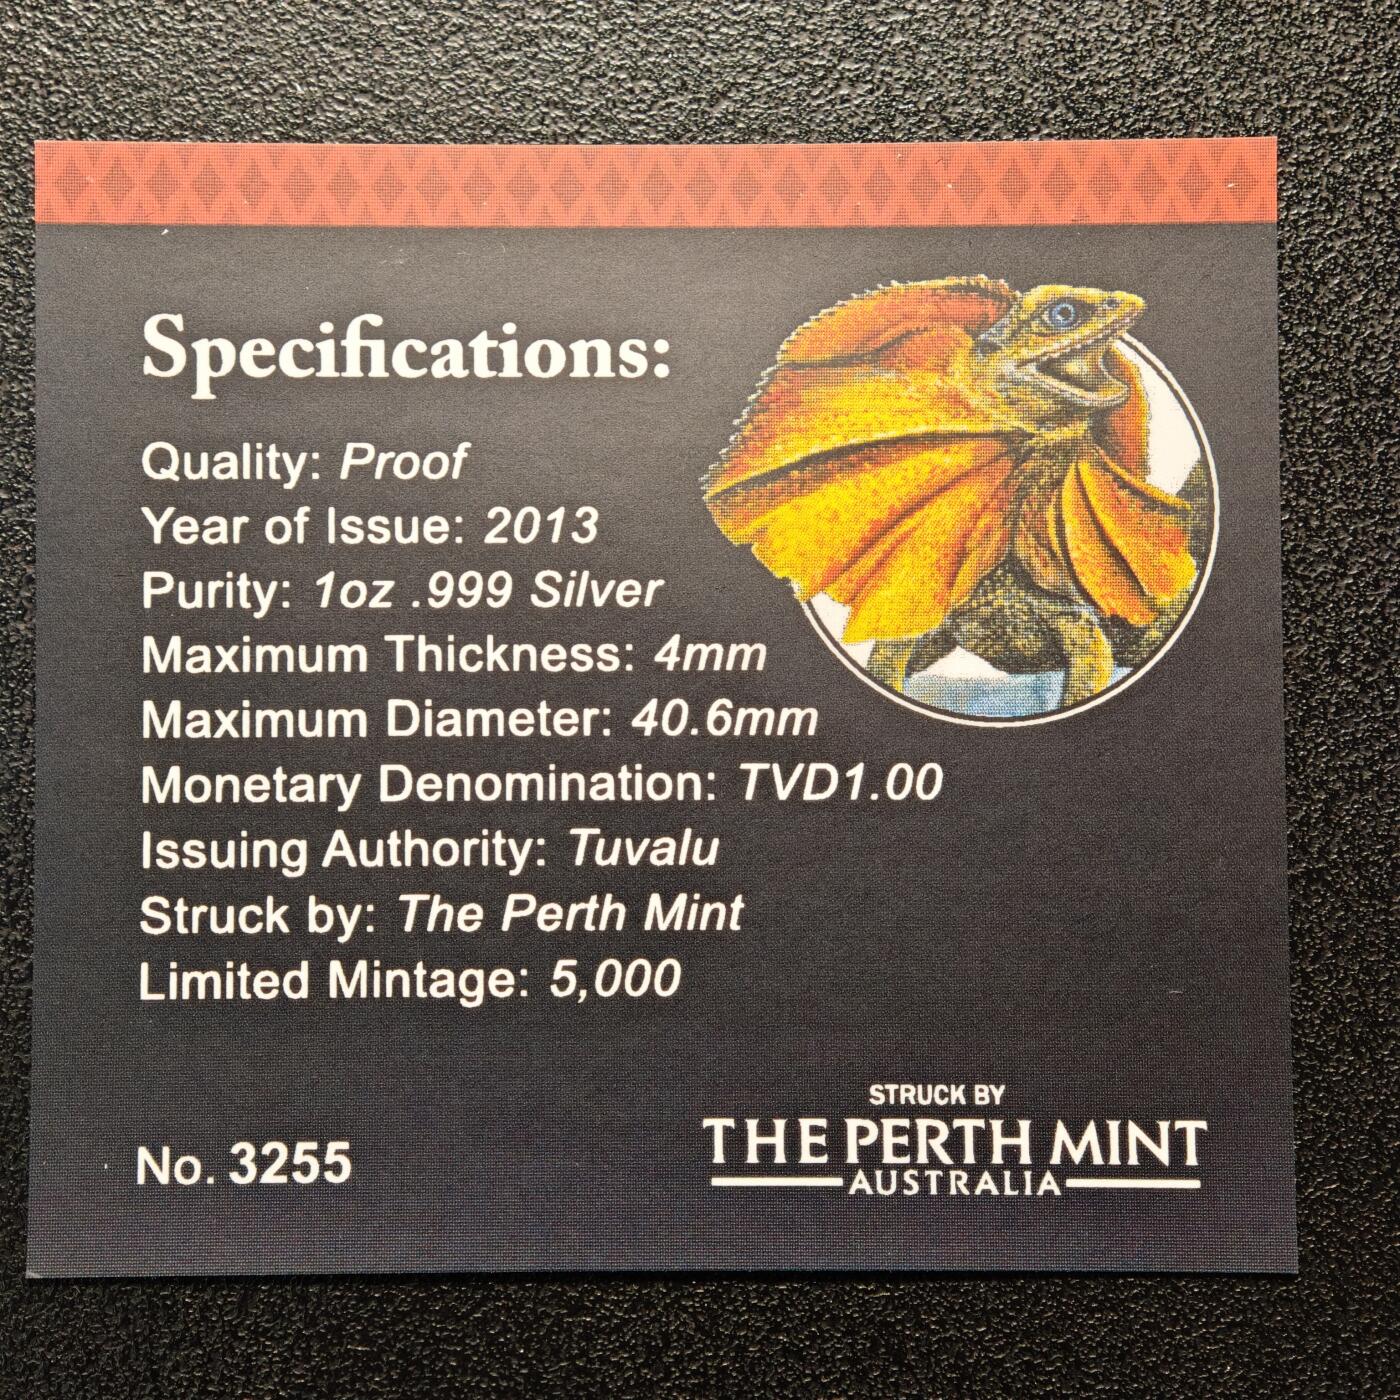 Specifications:
Quality: Proof
Year of Issue: 2013
Purity: 1oz .999 Silver
Maximum Thickness: 4mm
Maximum Diameter: 40.6mm
Monetary Denomination: TVD1.00
Issuing Authority: Tuvalu
Struck by: The Perth Mint
Limited Mintage: 5,000
No. 3255
STRUCK BY
THE PERTH MINT
AUSTRALIA